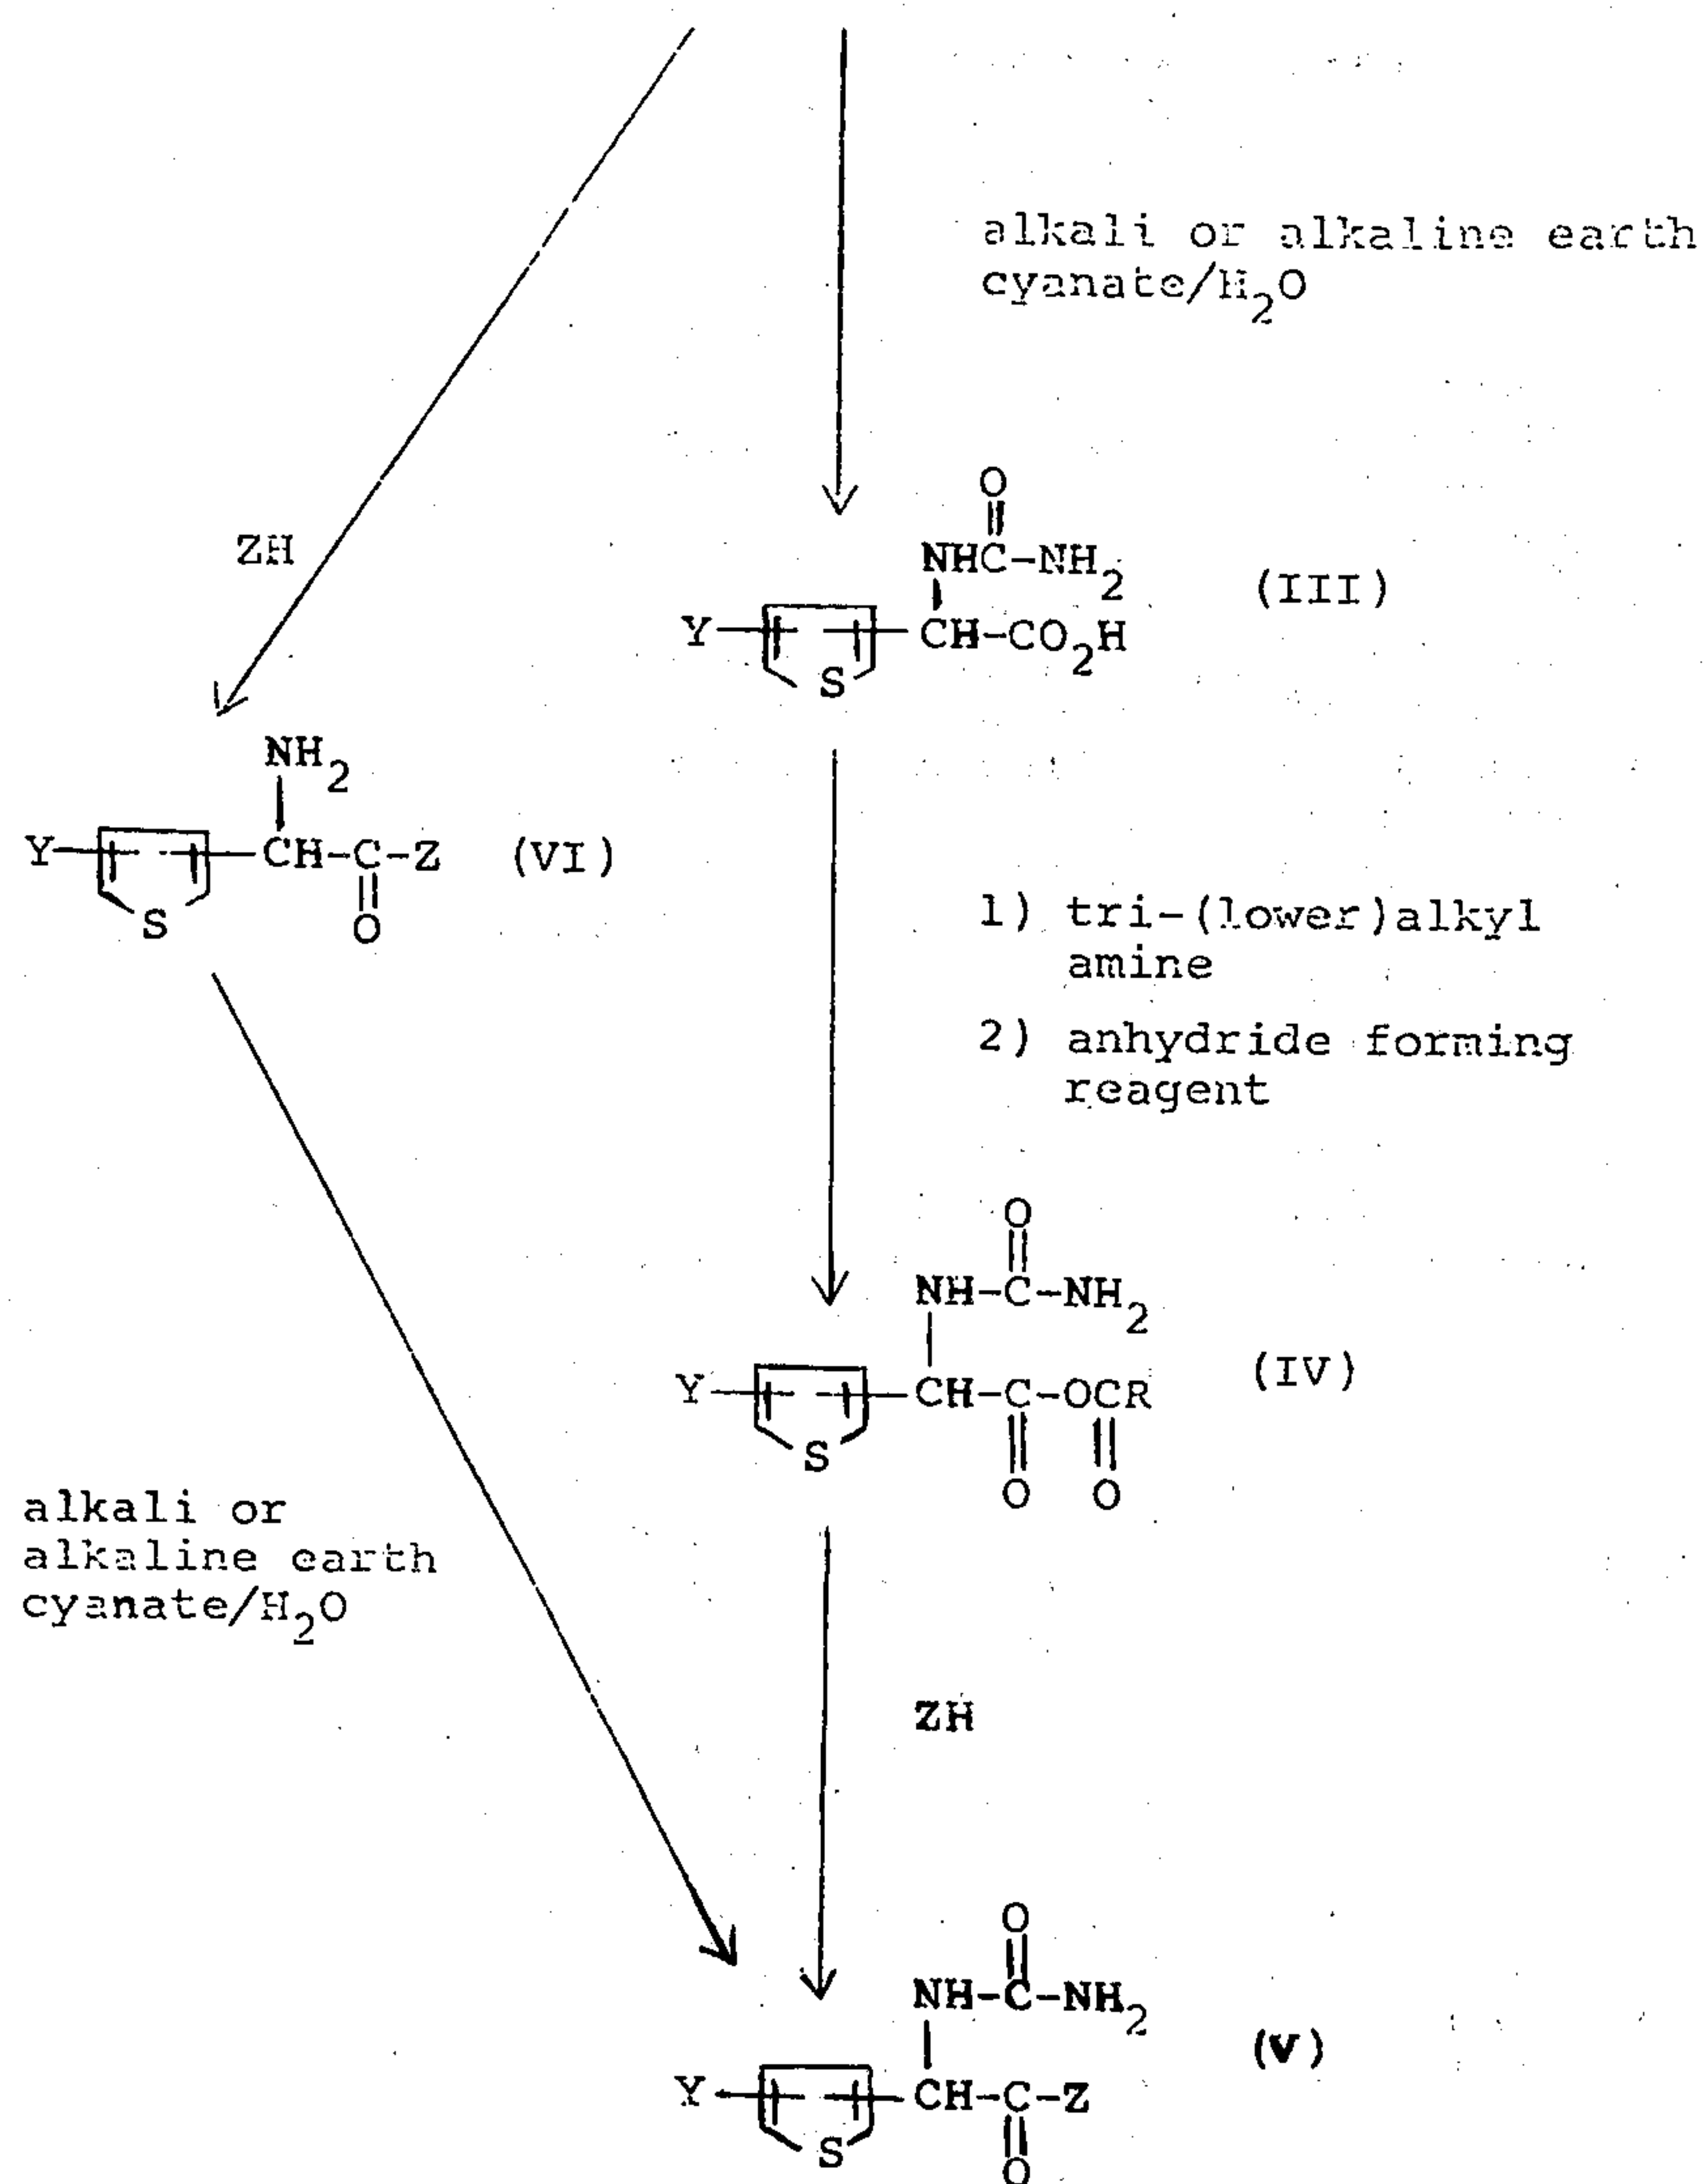 alkali or alkaline earth
cyanate/H2O
ZH
O
NHC-NH2
(III)
Y
CH-CO2H
S
NH2
Y
CH-C-Z
(VI)
S
O
1) tri-(lower)alkyl
amine
2) anhydride forming
reagent
O
NH-C-NH2
(IV)
Y
CH-C-OCR
S
O
O
alkali or
alkaline earth
cyanate/H2O
ZH
O
NH-C-NH2
(V)
Y
CH-C-Z
S
O